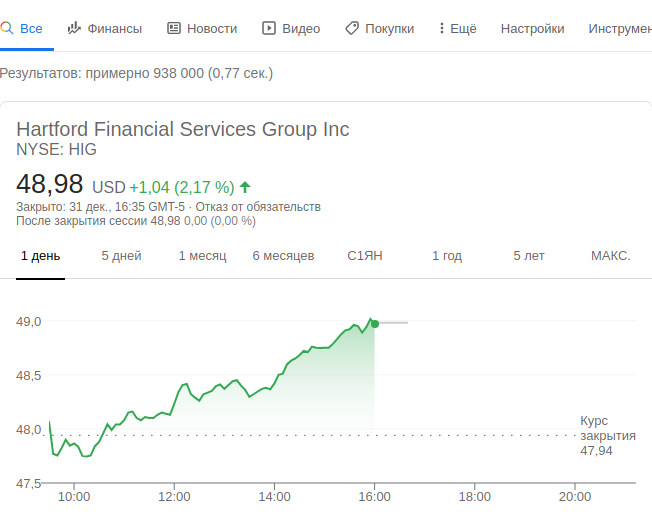 Все Финансы Новости Видео Покупки Ещё Настройки Инструмен
Результатов: примерно 938 000 (0,77 сек.)
Hartford Financial Services Group Inc
NYSE: HIG
48,98 USD +1,04 (2,17 %)
Закрыто: 31 дек., 16:35 GMT-5 · Отказ от обязательств
После закрытия сессии 48,98 0,00 (0,00 %)
1 день 5 дней 1 месяц 6 месяцев С1ЯН 1 год 5 лет МАКС.
49,0
48,5
48,0
47,5
Курс
закрытия
47,94
10:00 12:00 14:00 16:00 18:00 20:00